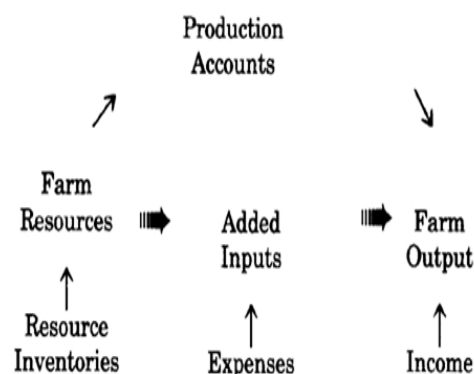 Production
Accounts
Farm
Resources
Added
Inputs
Farm
Output
Resource
Inventories
Expenses
Income